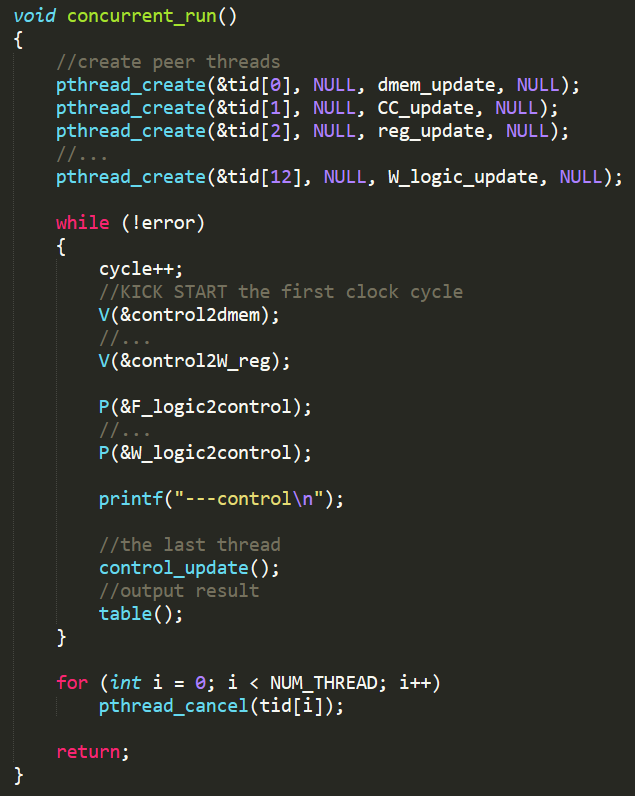 void concurrent_run()
{
    //create peer threads
    pthread_create(&tid[0], NULL, dmem_update, NULL);
    pthread_create(&tid[1], NULL, CC_update, NULL);
    pthread_create(&tid[2], NULL, reg_update, NULL);
    //...
    pthread_create(&tid[12], NULL, W_logic_update, NULL);

    while (!error)
    {
        cycle++;
        //KICK START the first clock cycle
        V(&control2dmem);
        //...
        V(&control2W_reg);

        P(&F_logic2control);
        //...
        P(&W_logic2control);

        printf("---control\n");

        //the last thread
        control_update();
        //output result
        table();
    }

    for (int i = 0; i < NUM_THREAD; i++)
        pthread_cancel(tid[i]);

    return;
}